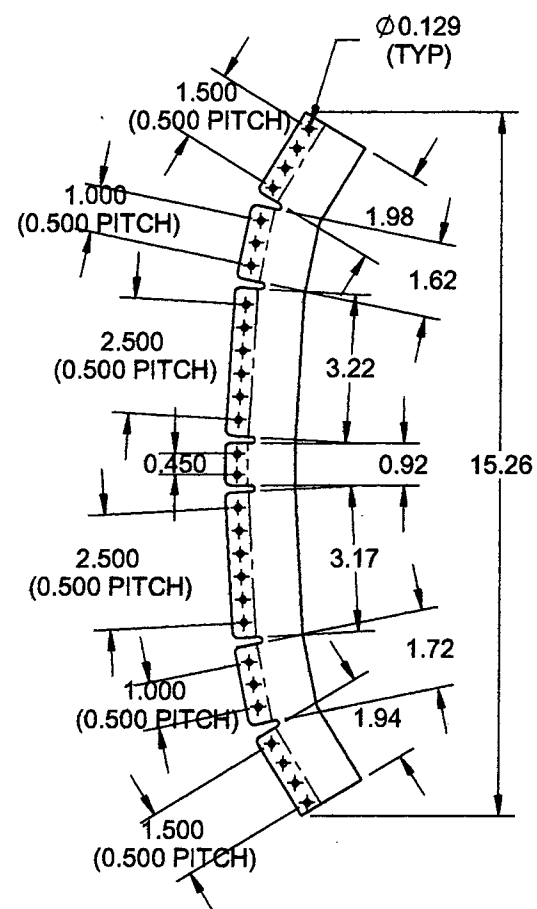 Ø0.129
(TYP)
1.500
(0.500 PITCH)
1.000
(0.500 PITCH)
1.98
1.62
2.500
(0.500 PITCH)
3.22
0.450
0.92
15.26
2.500
(0.500 PITCH)
3.17
1.72
1.000
(0.500 PITCH)
1.94
1.500
(0.500 PITCH)